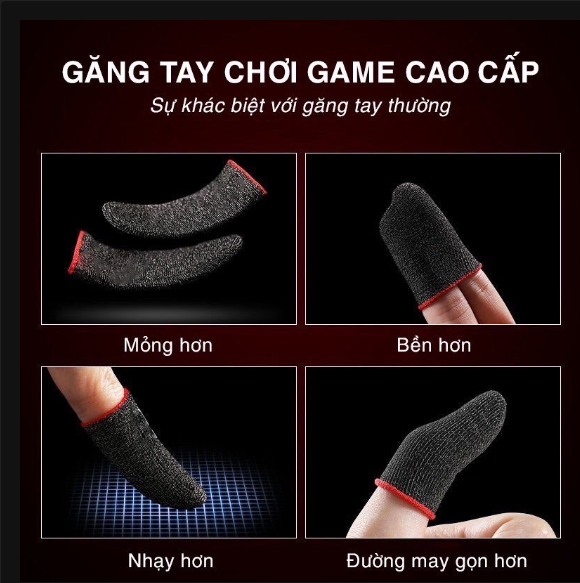 GĂNG TAY CHƠI GAME CAO CẤP
Sự khác biệt với găng tay thường
Mỏng hơn
Bền hơn
Nhạy hơn
Đường may gọn hơn